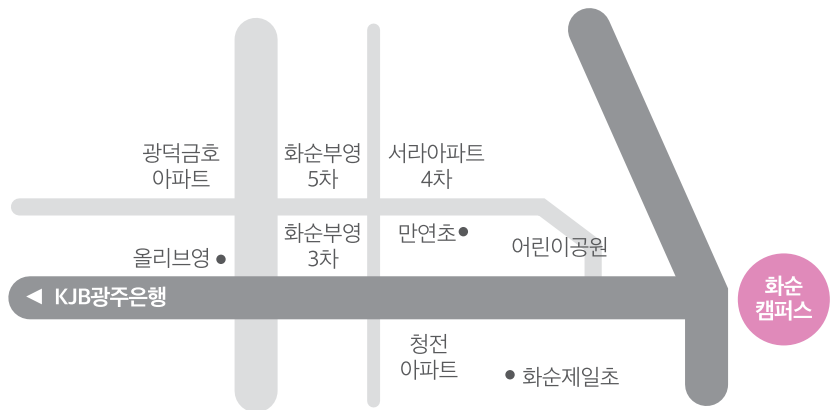 광덕금호
아파트
화순부영
5차
서라아파트
4차
올리브영
화순부영
3차
만연초
어린이공원
◀ KJB광주은행
화순
캠퍼스
청전
아파트
화순제일초